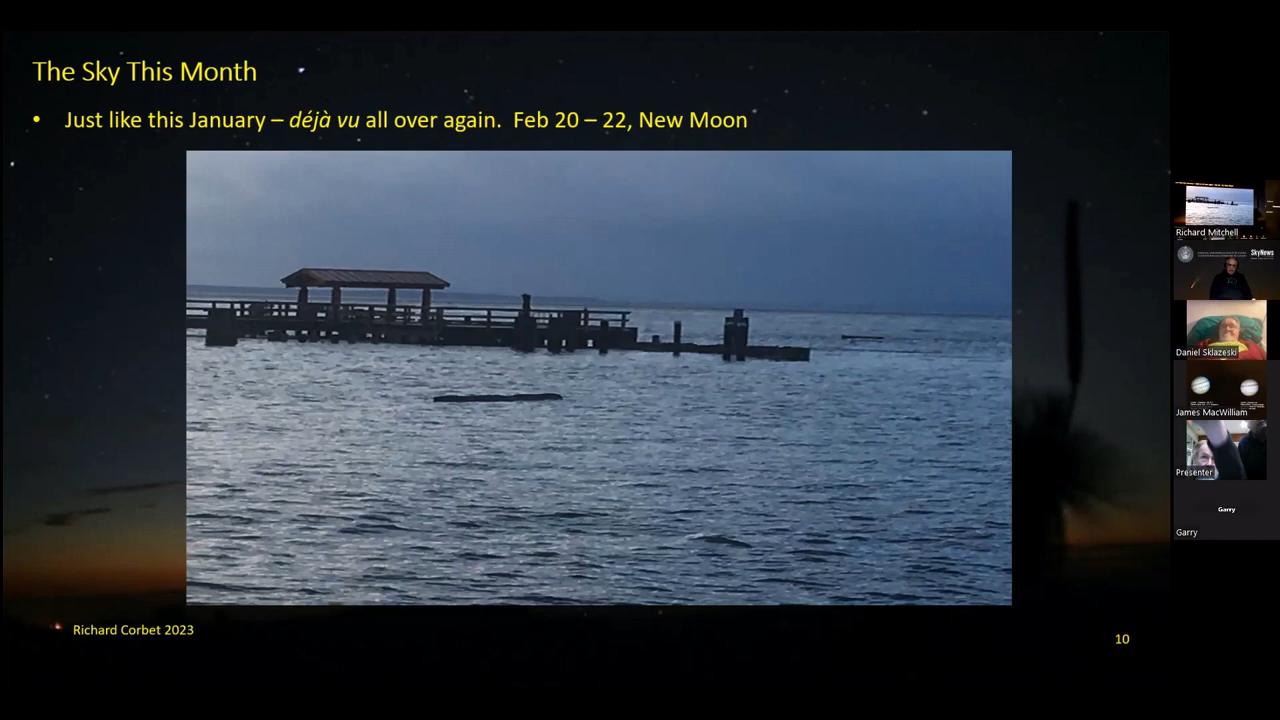 The Sky This Month
• Just like this January – déjà vu all over again.  Feb 20 – 22, New Moon
Richard Corbet 2023
10
Richard Mitchell
SkyNews
Daniel Sklazeski
James MacWilliam
Presenter
Garry
Garry